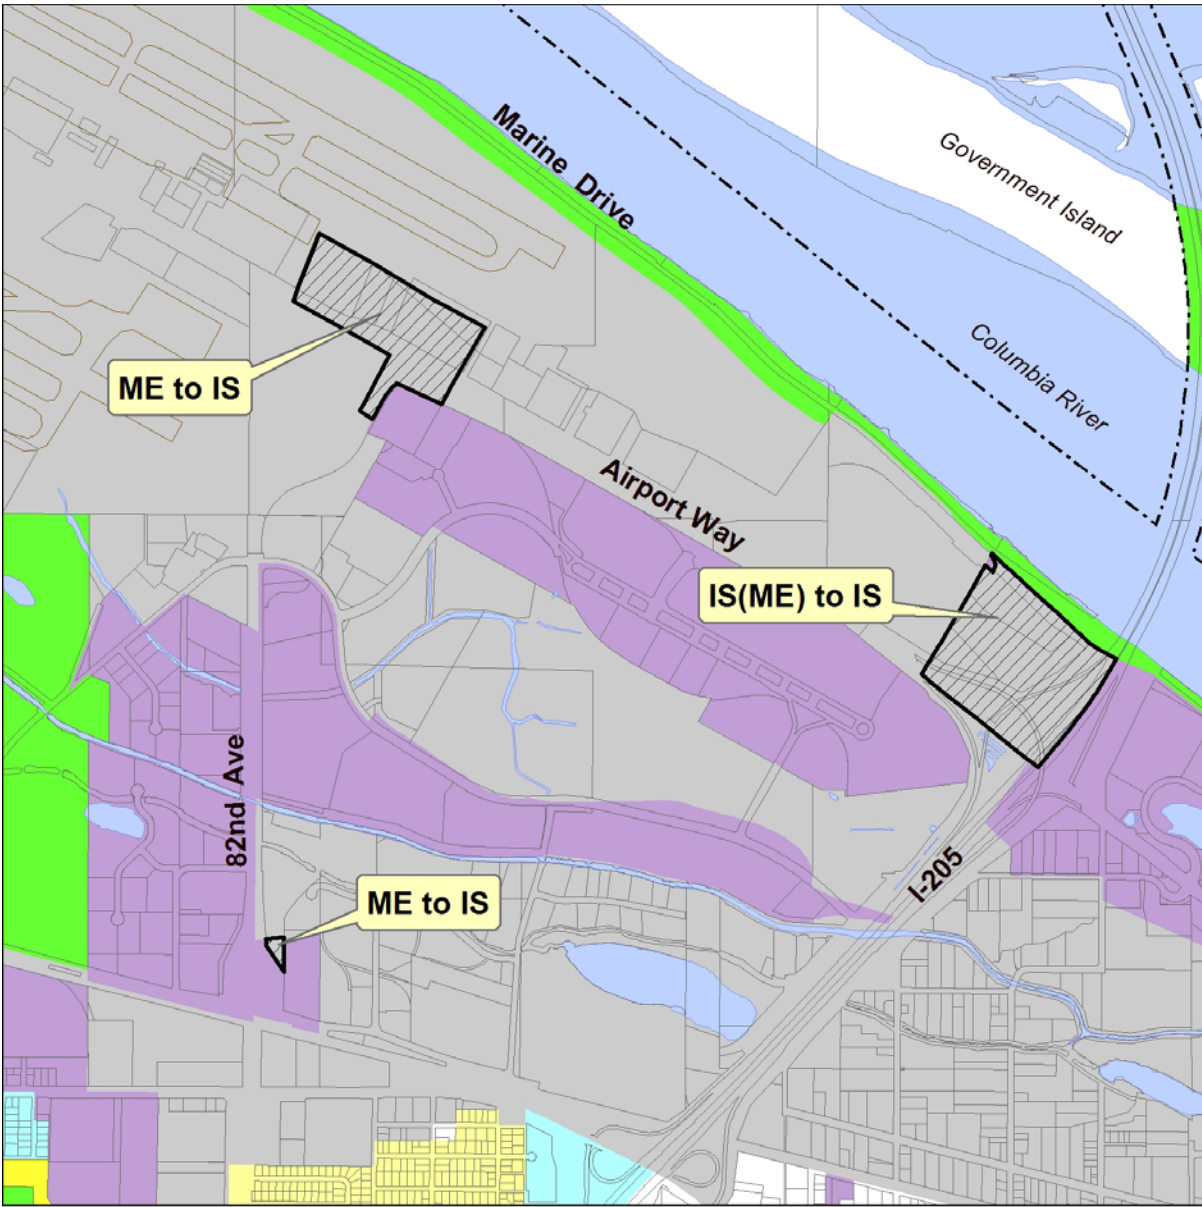 Marine Drive
Government Island
Columbia River
ME to IS
Airport Way
IS(ME) to IS
82nd Ave
I-205
ME to IS